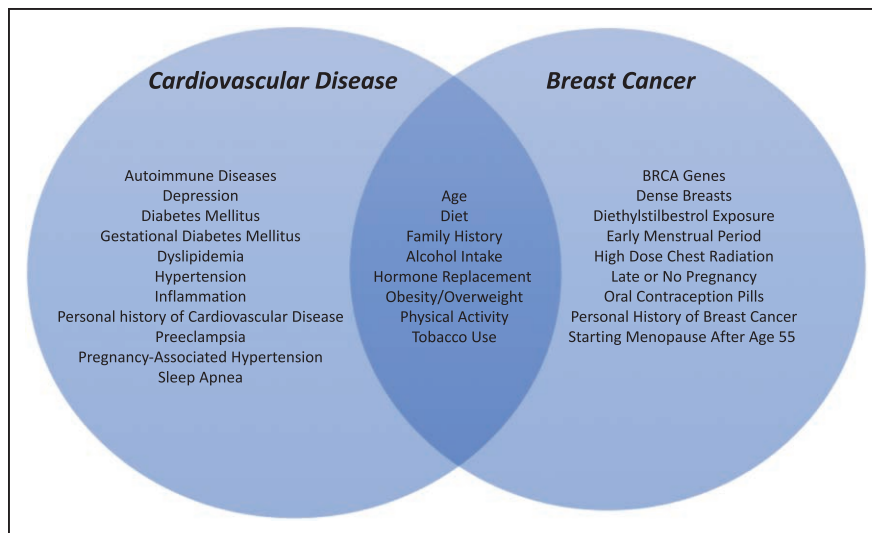 Cardiovascular Disease
Breast Cancer
Autoimmune Diseases
Depression
Diabetes Mellitus
Gestational Diabetes Mellitus
Dyslipidemia
Hypertension
Inflammation
Personal history of Cardiovascular Disease
Preeclampsia
Pregnancy-Associated Hypertension
Sleep Apnea
Age
Diet
Family History
Alcohol Intake
Hormone Replacement
Obesity/Overweight
Physical Activity
Tobacco Use
BRCA Genes
Dense Breasts
Diethylstilbestrol Exposure
Early Menstrual Period
High Dose Chest Radiation
Late or No Pregnancy
Oral Contraception Pills
Personal History of Breast Cancer
Starting Menopause After Age 55